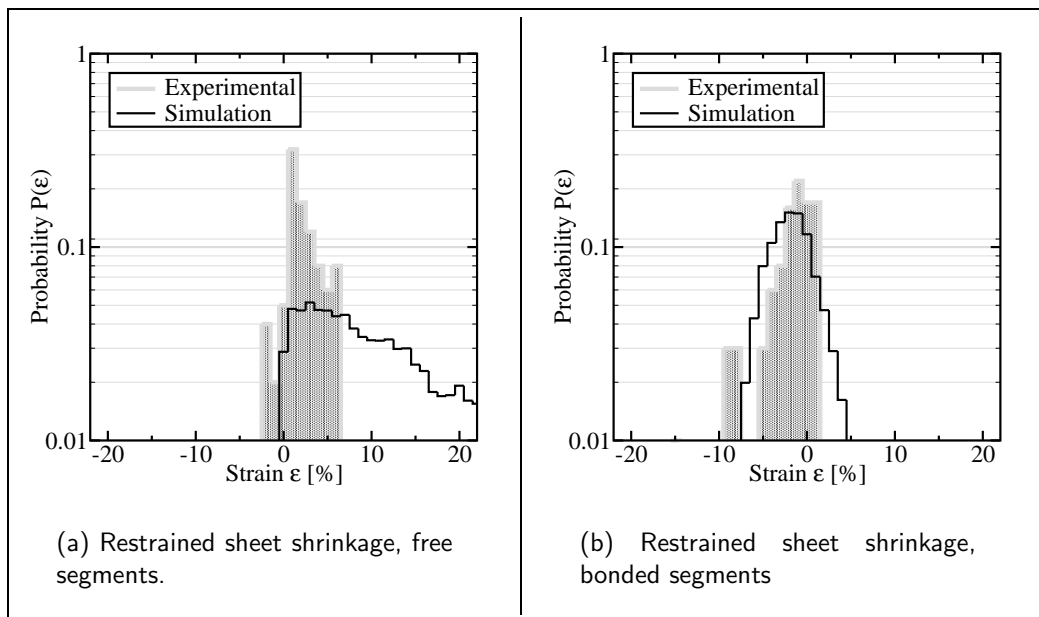 1
Experimental
Simulation
Probability P(ε)
0.1
0.01
-20 -10 0 10 20
Strain ε [%]
(a) Restrained sheet shrinkage, free
segments.
1
Experimental
Simulation
Probability P(ε)
0.1
0.01
-20 -10 0 10 20
Strain ε [%]
(b) Restrained sheet shrinkage,
bonded segments